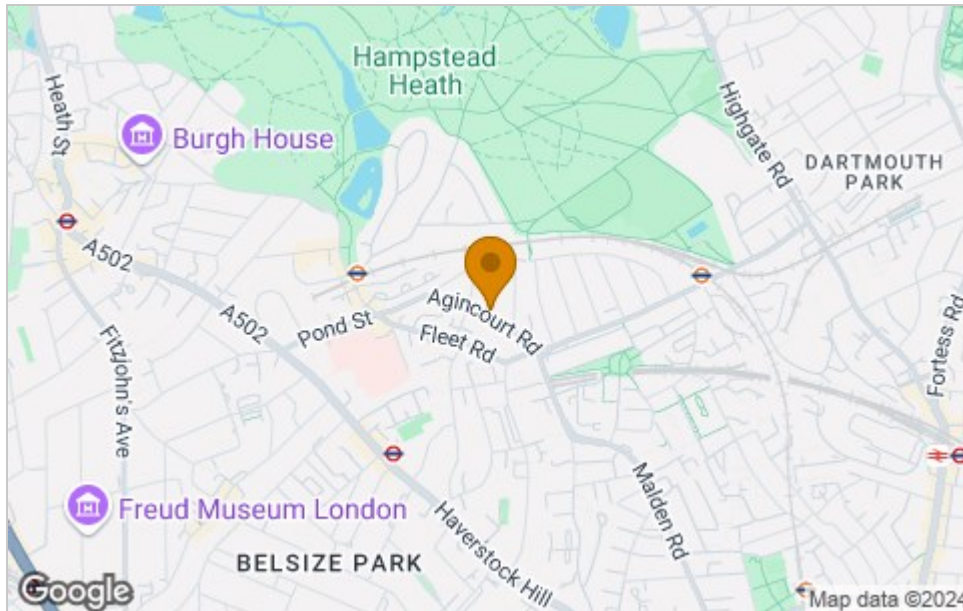 Hampstead
Heath
Heath St
Burgh House
Highgate Rd
DARTMOUTH
PARK
A502
A502
Agincourt Rd
Pond St
Fleet Rd
Fitzjohn's Ave
Fortess Rd
Malden Rd
Freud Museum London
Haverstock Hill
BELSIZE PARK
Google
Map data ©2024